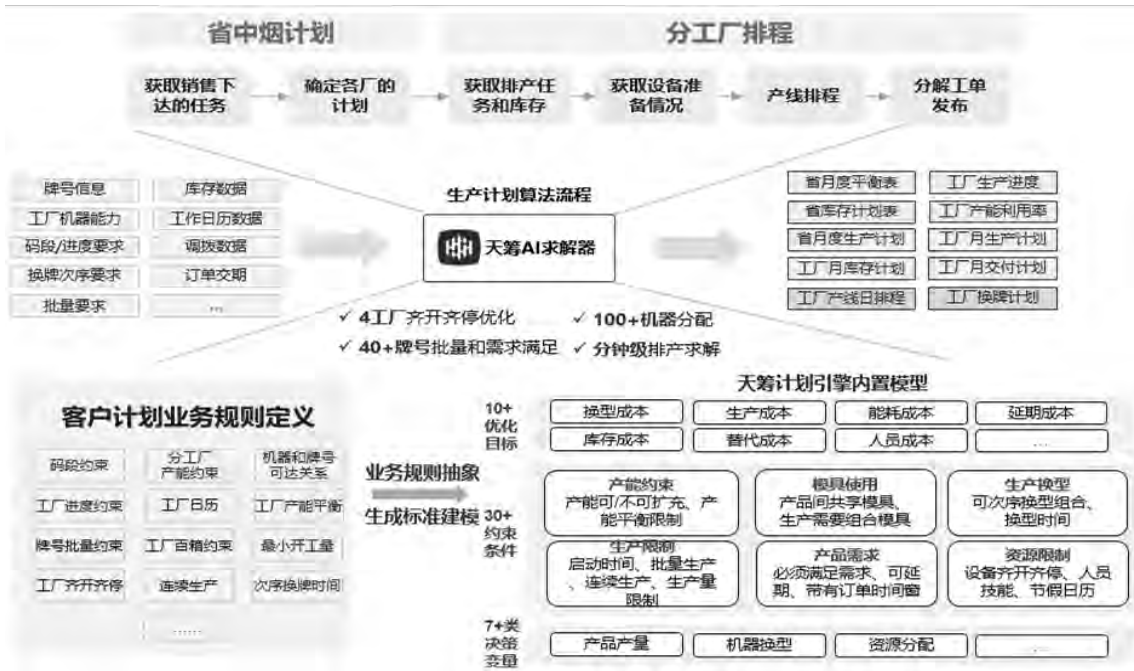 省中烟计划
分工厂排程
获取销售下
达的任务
确定各厂的
计划
获取排产任
务和库存
获取设备准
备情况
产线排程
分解工单
发布
牌号信息
库存数据
工厂机器能力
工作日历数据
码段/进度要求
调拨数据
换牌次序要求
订单交期
批量要求
...
生产计划算法流程
天筹AI求解器
省月度平衡表
工厂生产进度
省库存计划表
工厂产能利用率
省月度生产计划
工厂月生产计划
工厂月库存计划
工厂月交付计划
工厂产线日排程
工厂换牌计划
✓ 4工厂齐开齐停优化
✓ 100+机器分配
✓ 40+牌号批量和需求满足
✓ 分钟级排产求解
客户计划业务规则定义
码段约束
分工厂
产能约束
机器和牌号
可达关系
工厂进度约束
工厂日历
工厂产能平衡
牌号批量约束
工厂百箱约束
最小开工量
工厂齐开齐停
连续生产
次序换牌时间
......
业务规则抽象
生成标准建模
天筹计划引擎内置模型
10+
优化
目标
换型成本
生产成本
能耗成本
延期成本
库存成本
替代成本
人员成本
...
30+
约束
条件
产能约束
产能可/不可扩充、产
能平衡限制
模具使用
产品间共享模具、
生产需要组合模具
生产换型
可次序换型组合、
换型时间
生产限制
启动时间、批量生产
、连续生产、生产量
限制
产品需求
必须满足需求、可延
期、带有订单时间窗
资源限制
设备齐开齐停、人员
技能、节假日历
7+类
决策
变量
产品产量
机器换型
资源分配
...